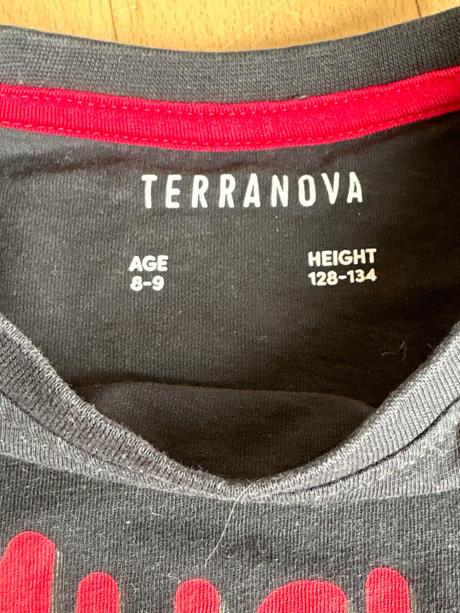 TERRANOVA
AGE
8-9
HEIGHT
128-134